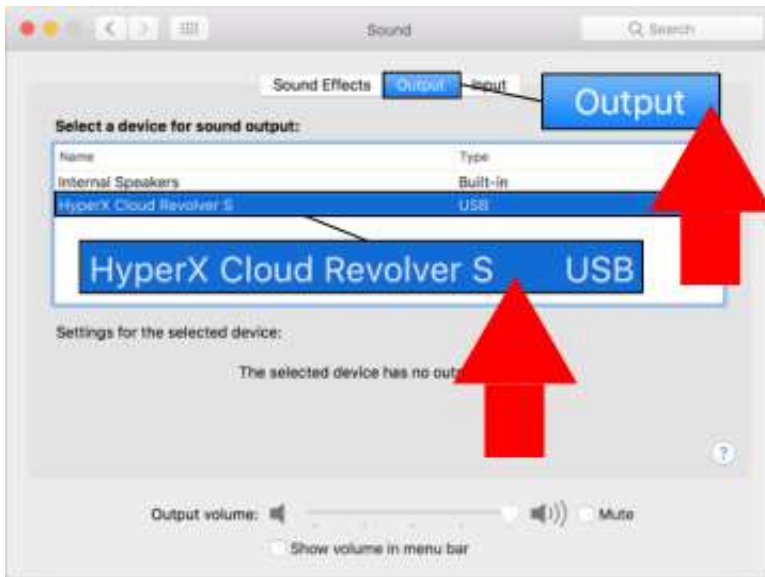 Sound
Search
Sound Effects Output Input
Output
Select a device for sound output:
Name Type
Internal Speakers Built-in
HyperX Cloud Revolver S USB
HyperX Cloud Revolver S USB
Settings for the selected device:
The selected device has no
?
Output volume: Mute
Show volume in menu bar